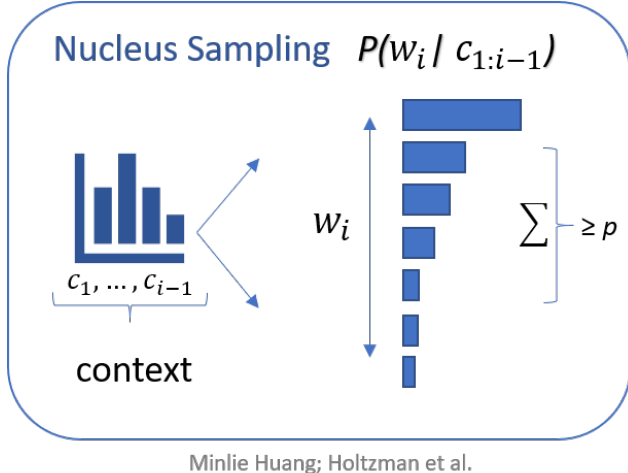 Nucleus Sampling P(wᵢ / c₁:ᵢ₋₁)
wᵢ
∑ ≥ p
c₁, … , cᵢ₋₁
context
Minlie Huang; Holtzman et al.